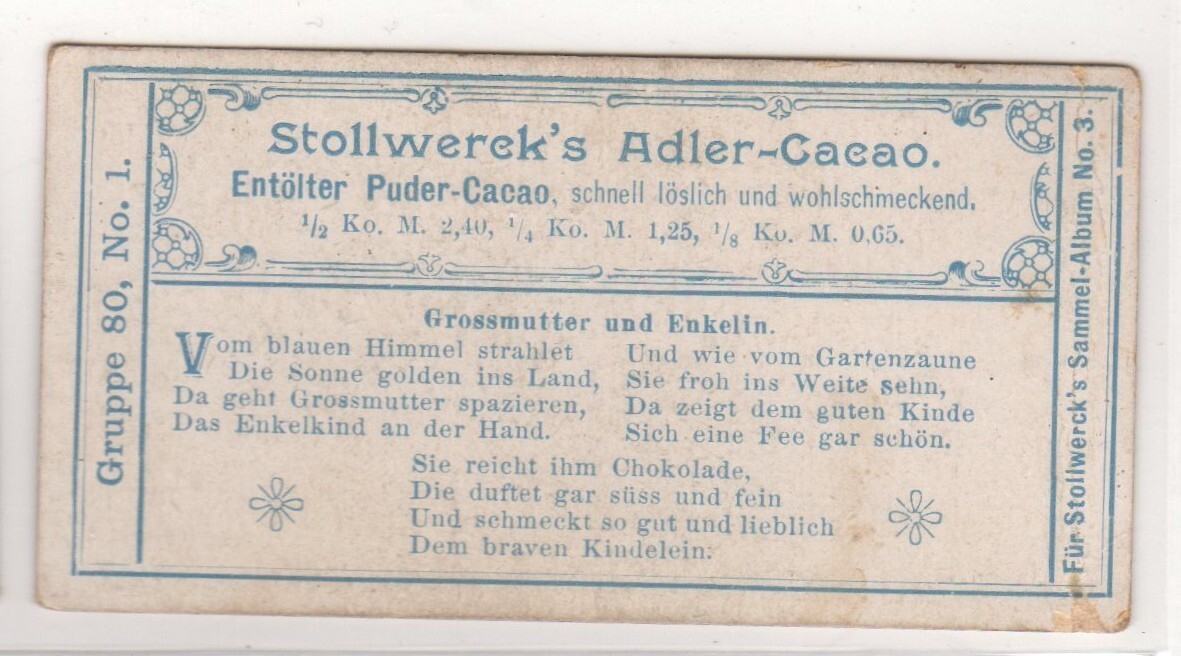 Gruppe 80, No. 1.
Stollwerck's Adler-Cacao.
Entölter Puder-Cacao, schnell löslich und wohlschmeckend.
1/2 Ko. M. 2,40, 1/4 Ko. M. 1,25, 1/8 Ko. M. 0,65.
Grossmutter und Enkelin.
Vom blauen Himmel strahlet
Die Sonne golden ins Land,
Da geht Grossmutter spazieren,
Das Enkelkind an der Hand.
Und wie vom Gartenzaune
Sie froh ins Weite sehn,
Da zeigt dem guten Kinde
Sich eine Fee gar schön.
Sie reicht ihm Chokolade,
Die duftet gar süss und fein
Und schmeckt so gut und lieblich
Dem braven Kindelein.
Für Stollwerck's Sammel-Album No. 3.